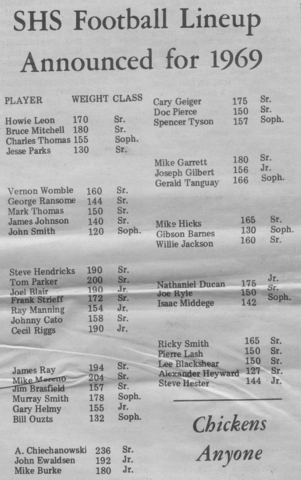 SHS Football Lineup
Announced for 1969
PLAYER WEIGHT CLASS
Howie Leon 170 Sr.
Bruce Mitchell 180 Sr.
Charles Thomas 155 Soph.
Jesse Parks 130 Sr.
Vernon Womble 160 Sr.
George Ransome 144 Sr.
Mark Thomas 150 Sr.
James Johnson 140 Sr.
John Smith 120 Soph.
Steve Hendricks 190 Sr.
Tom Parker 200 Sr.
Joel Blair 190 Jr.
Frank Strieff 172 Sr.
Ray Manning 154 Jr.
Johnny Cato 158 Sr.
Cecil Riggs 190 Jr.
James Ray 194 Sr.
Mike Moreno 204 Sr.
Jim Brasfield 157 Sr.
Murray Smith 178 Soph.
Gary Helmy 155 Jr.
Bill Ouzts 132 Soph.
A. Chiechanowski 236 Sr.
John Ewaldsen 192 Jr.
Mike Burke 180 Jr.
Cary Geiger 175 Sr.
Doc Pierce 150 Sr.
Spencer Tyson 157 Soph.
Mike Garrett 180 Sr.
Joseph Gilbert 156 Jr.
Gerald Tanguay 166 Soph.
Mike Hicks 165 Sr.
Gibson Barnes 130 Soph.
Willie Jackson 160 Sr.
Nathaniel Ducan 175 Jr.
Joe Ryle 150 Sr.
Isaac Middege 142 Soph.
Ricky Smith 165 Sr.
Pierre Lash 150 Sr.
Lee Blackshear 150 Sr.
Alexander Heyward 127 Sr.
Steve Hester 144 Jr.
Chickens
Anyone